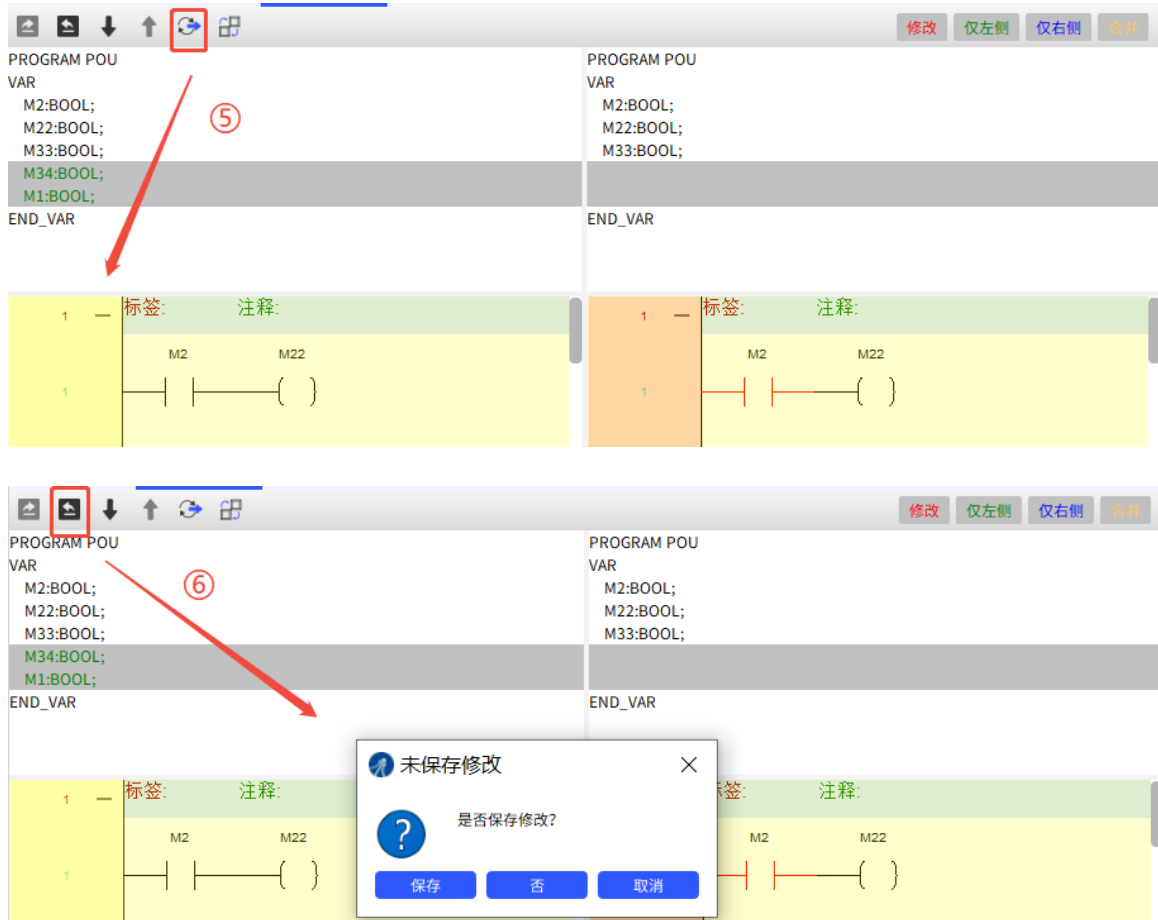 修改 仅左侧 仅右侧 合并
PROGRAM POU
VAR
M2:BOOL;
M22:BOOL;
M33:BOOL;
M34:BOOL;
M1:BOOL;
END_VAR
⑤
PROGRAM POU
VAR
M2:BOOL;
M22:BOOL;
M33:BOOL;
END_VAR
1 标签: 注释:
M2 M22
1
1 标签: 注释:
M2 M22
1
修改 仅左侧 仅右侧 合并
PROGRAM POU
VAR
M2:BOOL;
M22:BOOL;
M33:BOOL;
M34:BOOL;
M1:BOOL;
END_VAR
⑥
PROGRAM POU
VAR
M2:BOOL;
M22:BOOL;
M33:BOOL;
END_VAR
1 标签: 注释:
M2 M22
1
未保存修改
?
是否保存修改?
保存 否 取消
签: 注释:
M2 M22